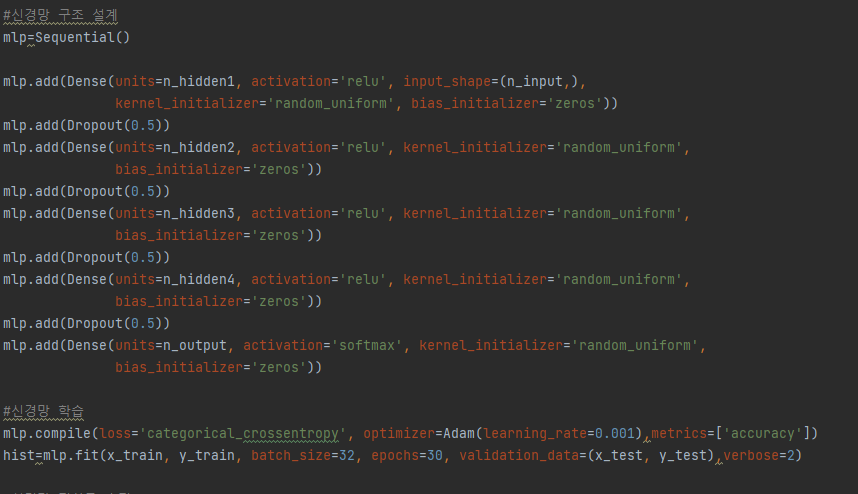 #신경망 구조 설계
mlp=Sequential()
mlp.add(Dense(units=n_hidden1, activation='relu', input_shape=(n_input,),
kernel_initializer='random_uniform', bias_initializer='zeros'))
mlp.add(Dropout(0.5))
mlp.add(Dense(units=n_hidden2, activation='relu', kernel_initializer='random_uniform',
bias_initializer='zeros'))
mlp.add(Dropout(0.5))
mlp.add(Dense(units=n_hidden3, activation='relu', kernel_initializer='random_uniform',
bias_initializer='zeros'))
mlp.add(Dropout(0.5))
mlp.add(Dense(units=n_hidden4, activation='relu', kernel_initializer='random_uniform',
bias_initializer='zeros'))
mlp.add(Dropout(0.5))
mlp.add(Dense(units=n_output, activation='softmax', kernel_initializer='random_uniform',
bias_initializer='zeros'))
#신경망 학습
mlp.compile(loss='categorical_crossentropy', optimizer=Adam(learning_rate=0.001),metrics=['accuracy'])
hist=mlp.fit(x_train, y_train, batch_size=32, epochs=30, validation_data=(x_test, y_test),verbose=2)